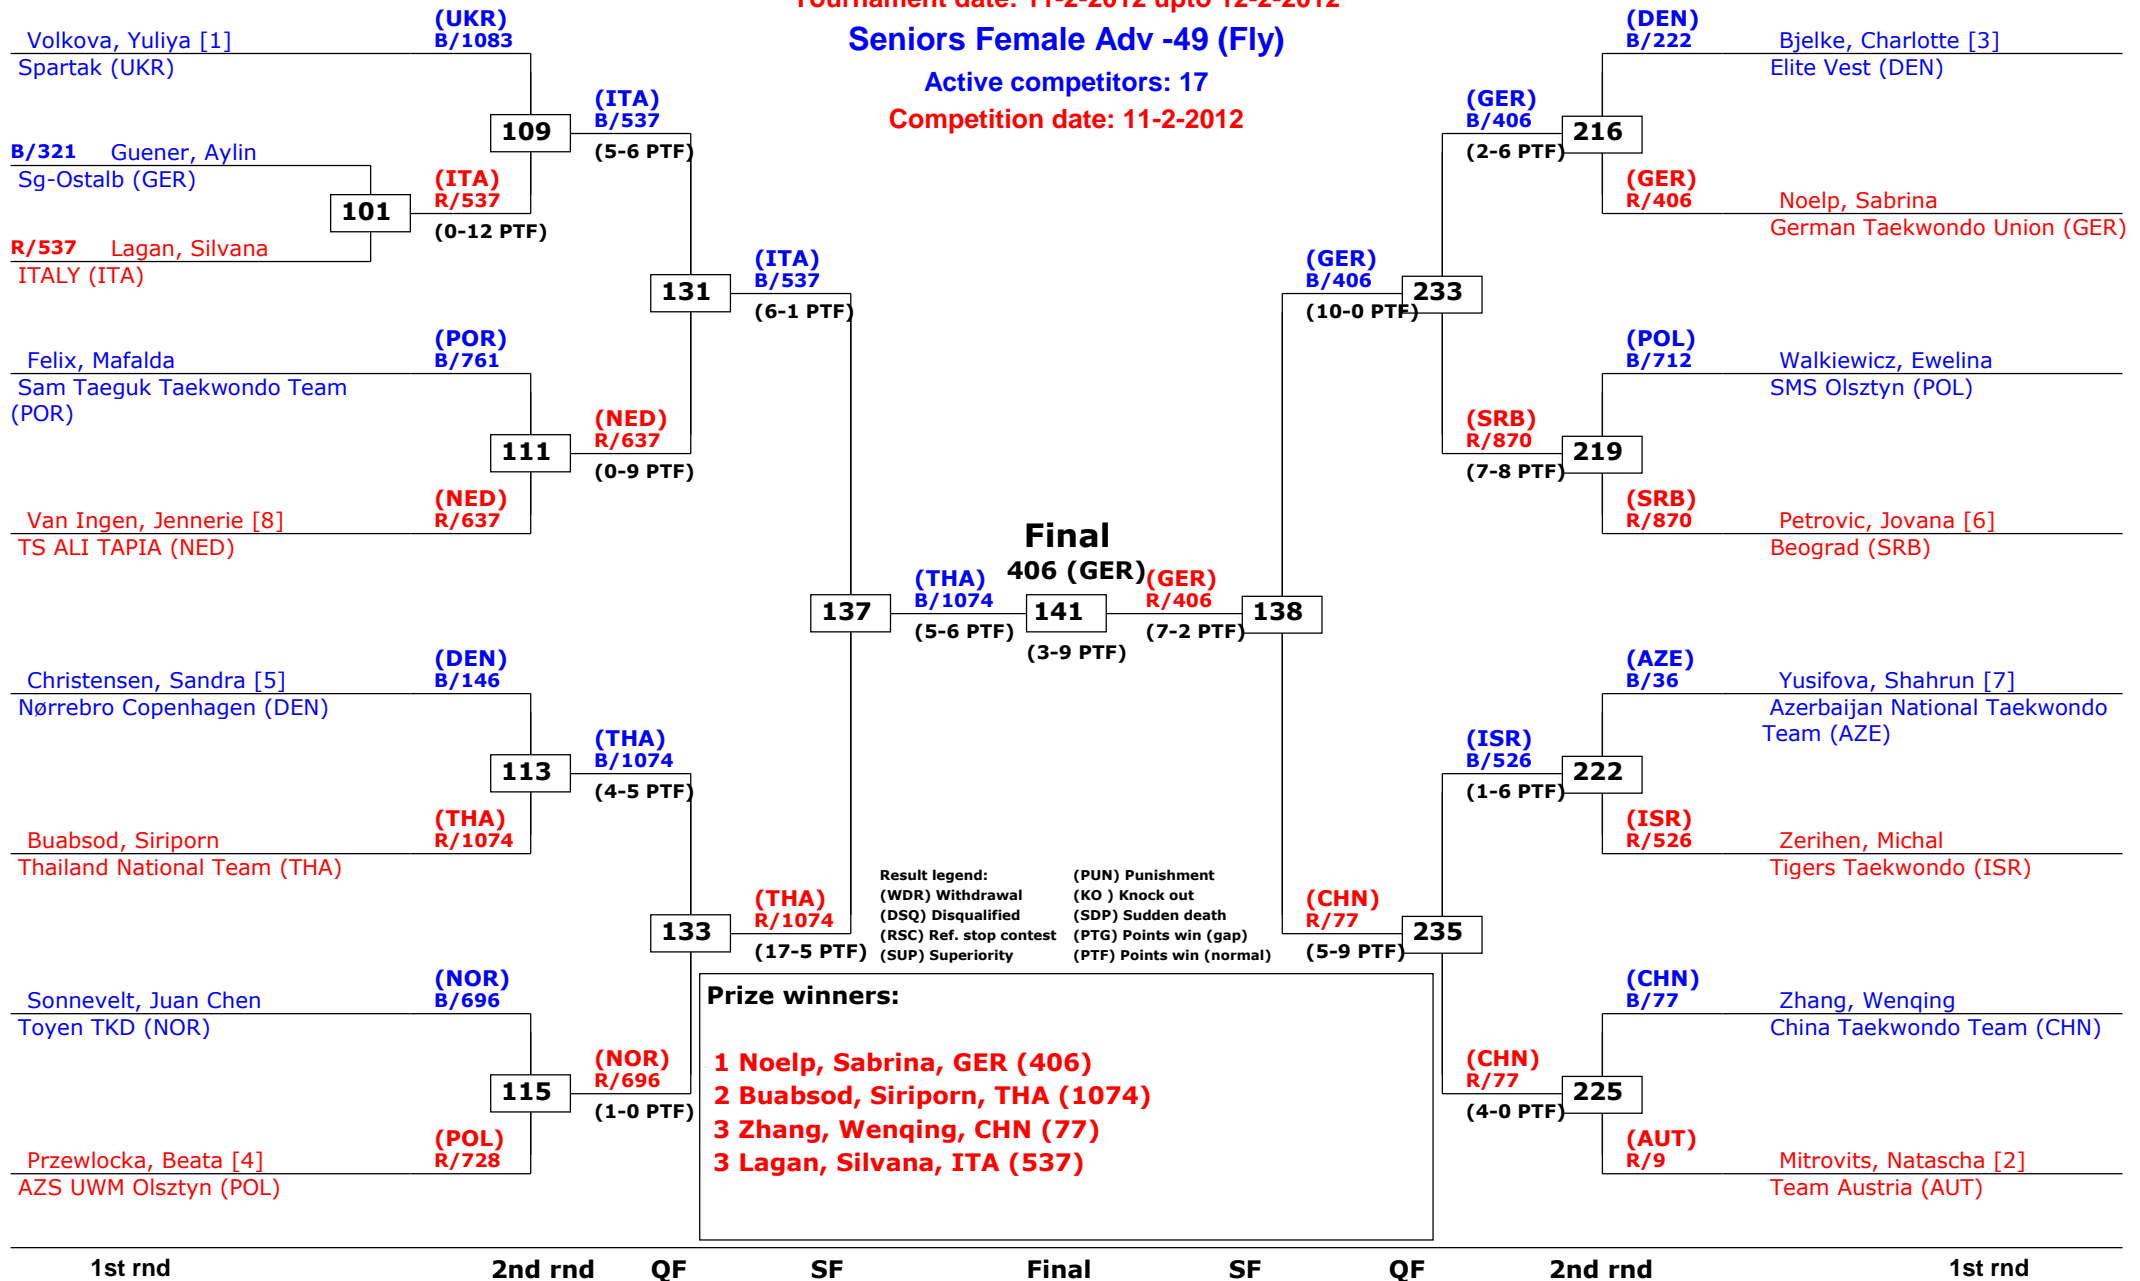 Tournament date: 11-2-2012 upto 12-2-2012
Seniors Female Adv -49 (Fly)
Active competitors: 17
Competition date: 11-2-2012
Volkova, Yuliya [1]
Spartak (UKR)
(UKR)
B/1083
B/321 Guener, Aylin
Sg-Ostalb (GER)
101
R/537 Lagan, Silvana
ITALY (ITA)
(ITA)
R/537
(0-12 PTF)
109
(ITA)
B/537
(5-6 PTF)
Felix, Mafalda
Sam Taeguk Taekwondo Team
(POR)
(POR)
B/761
111
Van Ingen, Jennerie [8]
TS ALI TAPIA (NED)
(NED)
R/637
(NED)
R/637
(0-9 PTF)
131
(ITA)
B/537
(6-1 PTF)
Christensen, Sandra [5]
Nørrebro Copenhagen (DEN)
(DEN)
B/146
113
Buabsod, Siriporn
Thailand National Team (THA)
(THA)
R/1074
(THA)
B/1074
(4-5 PTF)
Sonnevelt, Juan Chen
Toyen TKD (NOR)
(NOR)
B/696
115
Przewlocka, Beata [4]
AZS UWM Olsztyn (POL)
(POL)
R/728
(NOR)
R/696
(1-0 PTF)
133
(THA)
R/1074
(17-5 PTF)
137
(THA)
B/1074
(5-6 PTF)
Final
406 (GER)
141
(3-9 PTF)
(GER)
R/406
(7-2 PTF)
138
(GER)
B/406
(10-0 PTF)
233
(GER)
B/406
(2-6 PTF)
216
(DEN)
B/222
Bjelke, Charlotte [3]
Elite Vest (DEN)
(GER)
R/406
Noelp, Sabrina
German Taekwondo Union (GER)
(SRB)
R/870
(7-8 PTF)
219
(POL)
B/712
Walkiewicz, Ewelina
SMS Olsztyn (POL)
(SRB)
R/870
Petrovic, Jovana [6]
Beograd (SRB)
(CHN)
R/77
(5-9 PTF)
235
(ISR)
B/526
(1-6 PTF)
222
(AZE)
B/36
Yusifova, Shahrun [7]
Azerbaijan National Taekwondo
Team (AZE)
(ISR)
R/526
Zerihen, Michal
Tigers Taekwondo (ISR)
(CHN)
R/77
(4-0 PTF)
225
(CHN)
B/77
Zhang, Wenqing
China Taekwondo Team (CHN)
(AUT)
R/9
Mitrovits, Natascha [2]
Team Austria (AUT)
Result legend: (PUN) Punishment
(WDR) Withdrawal (KO ) Knock out
(DSQ) Disqualified (SDP) Sudden death
(RSC) Ref. stop contest (PTG) Points win (gap)
(SUP) Superiority (PTF) Points win (normal)
Prize winners:
1 Noelp, Sabrina, GER (406)
2 Buabsod, Siriporn, THA (1074)
3 Zhang, Wenqing, CHN (77)
3 Lagan, Silvana, ITA (537)
1st rnd 2nd rnd QF SF Final SF QF 2nd rnd 1st rnd